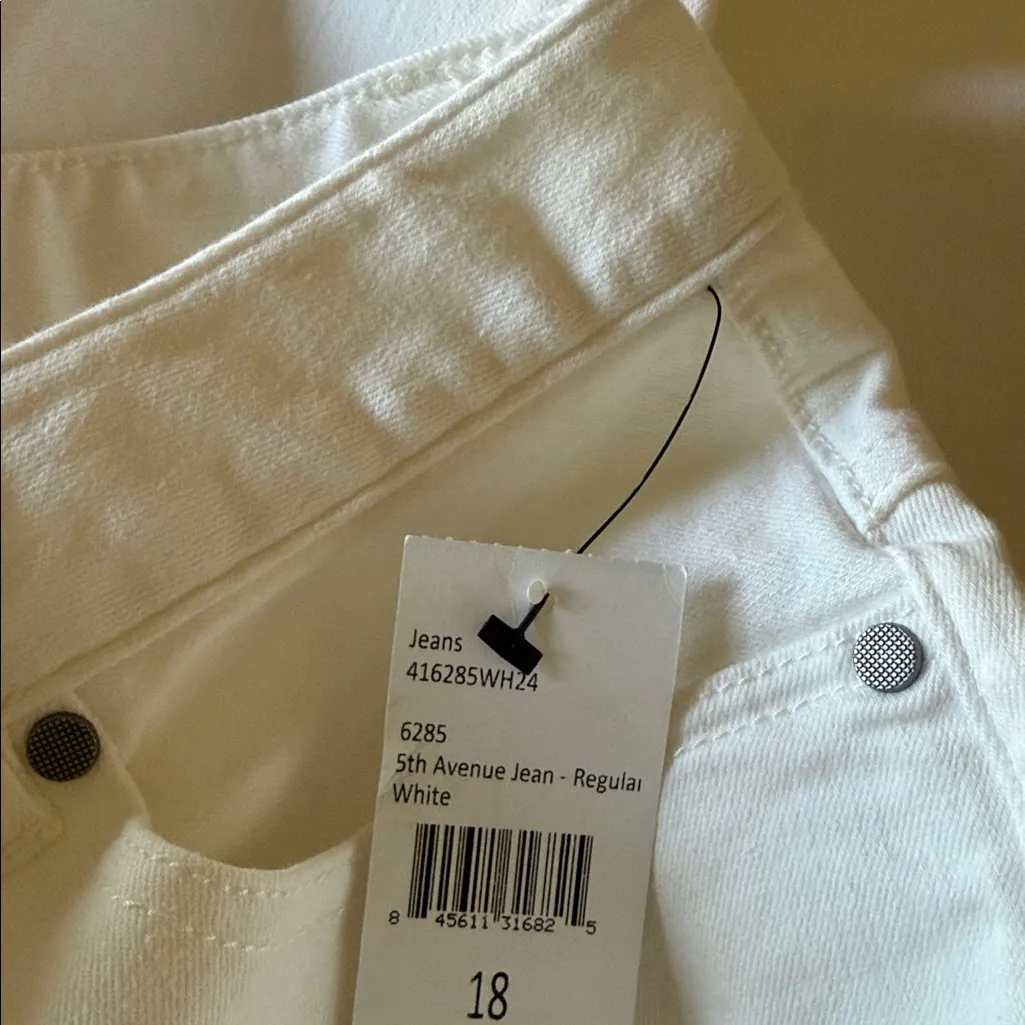 Jeans
416285WH24
6285
5th Avenue Jean - Regular
White
8 45611 31682 5
18